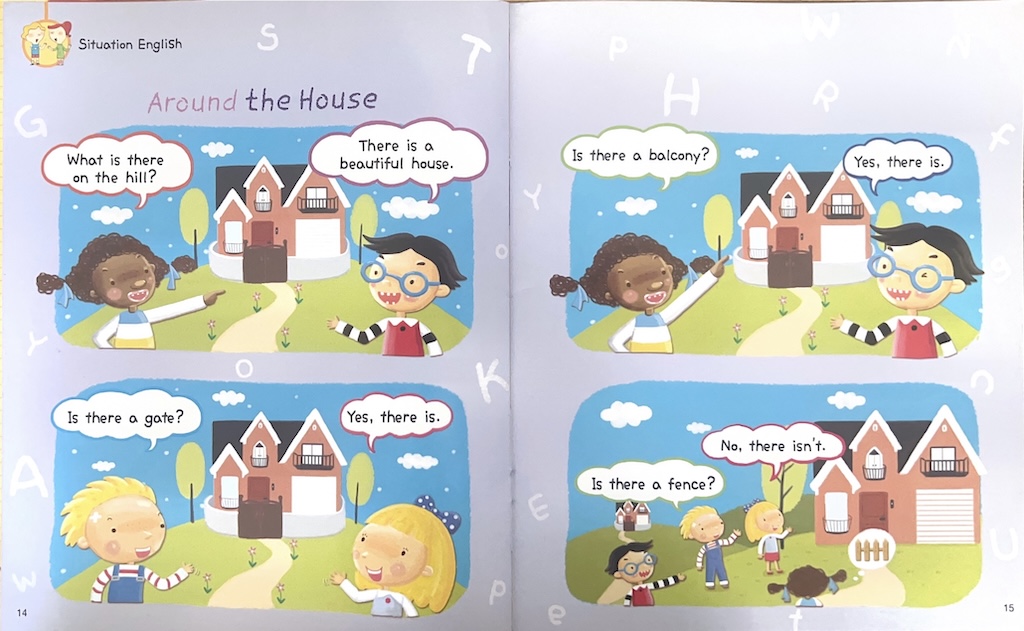 Situation English
Around the House
What is there
on the hill?
There is a
beautiful house.
Is there a gate?
Yes, there is.
14
Is there a balcony?
Yes, there is.
Is there a fence?
No, there isn't.
15
S
T
G
Y
O
K
A
W
P
P
W
N
H
R
f
Y
o
g
n
E
U
e
t